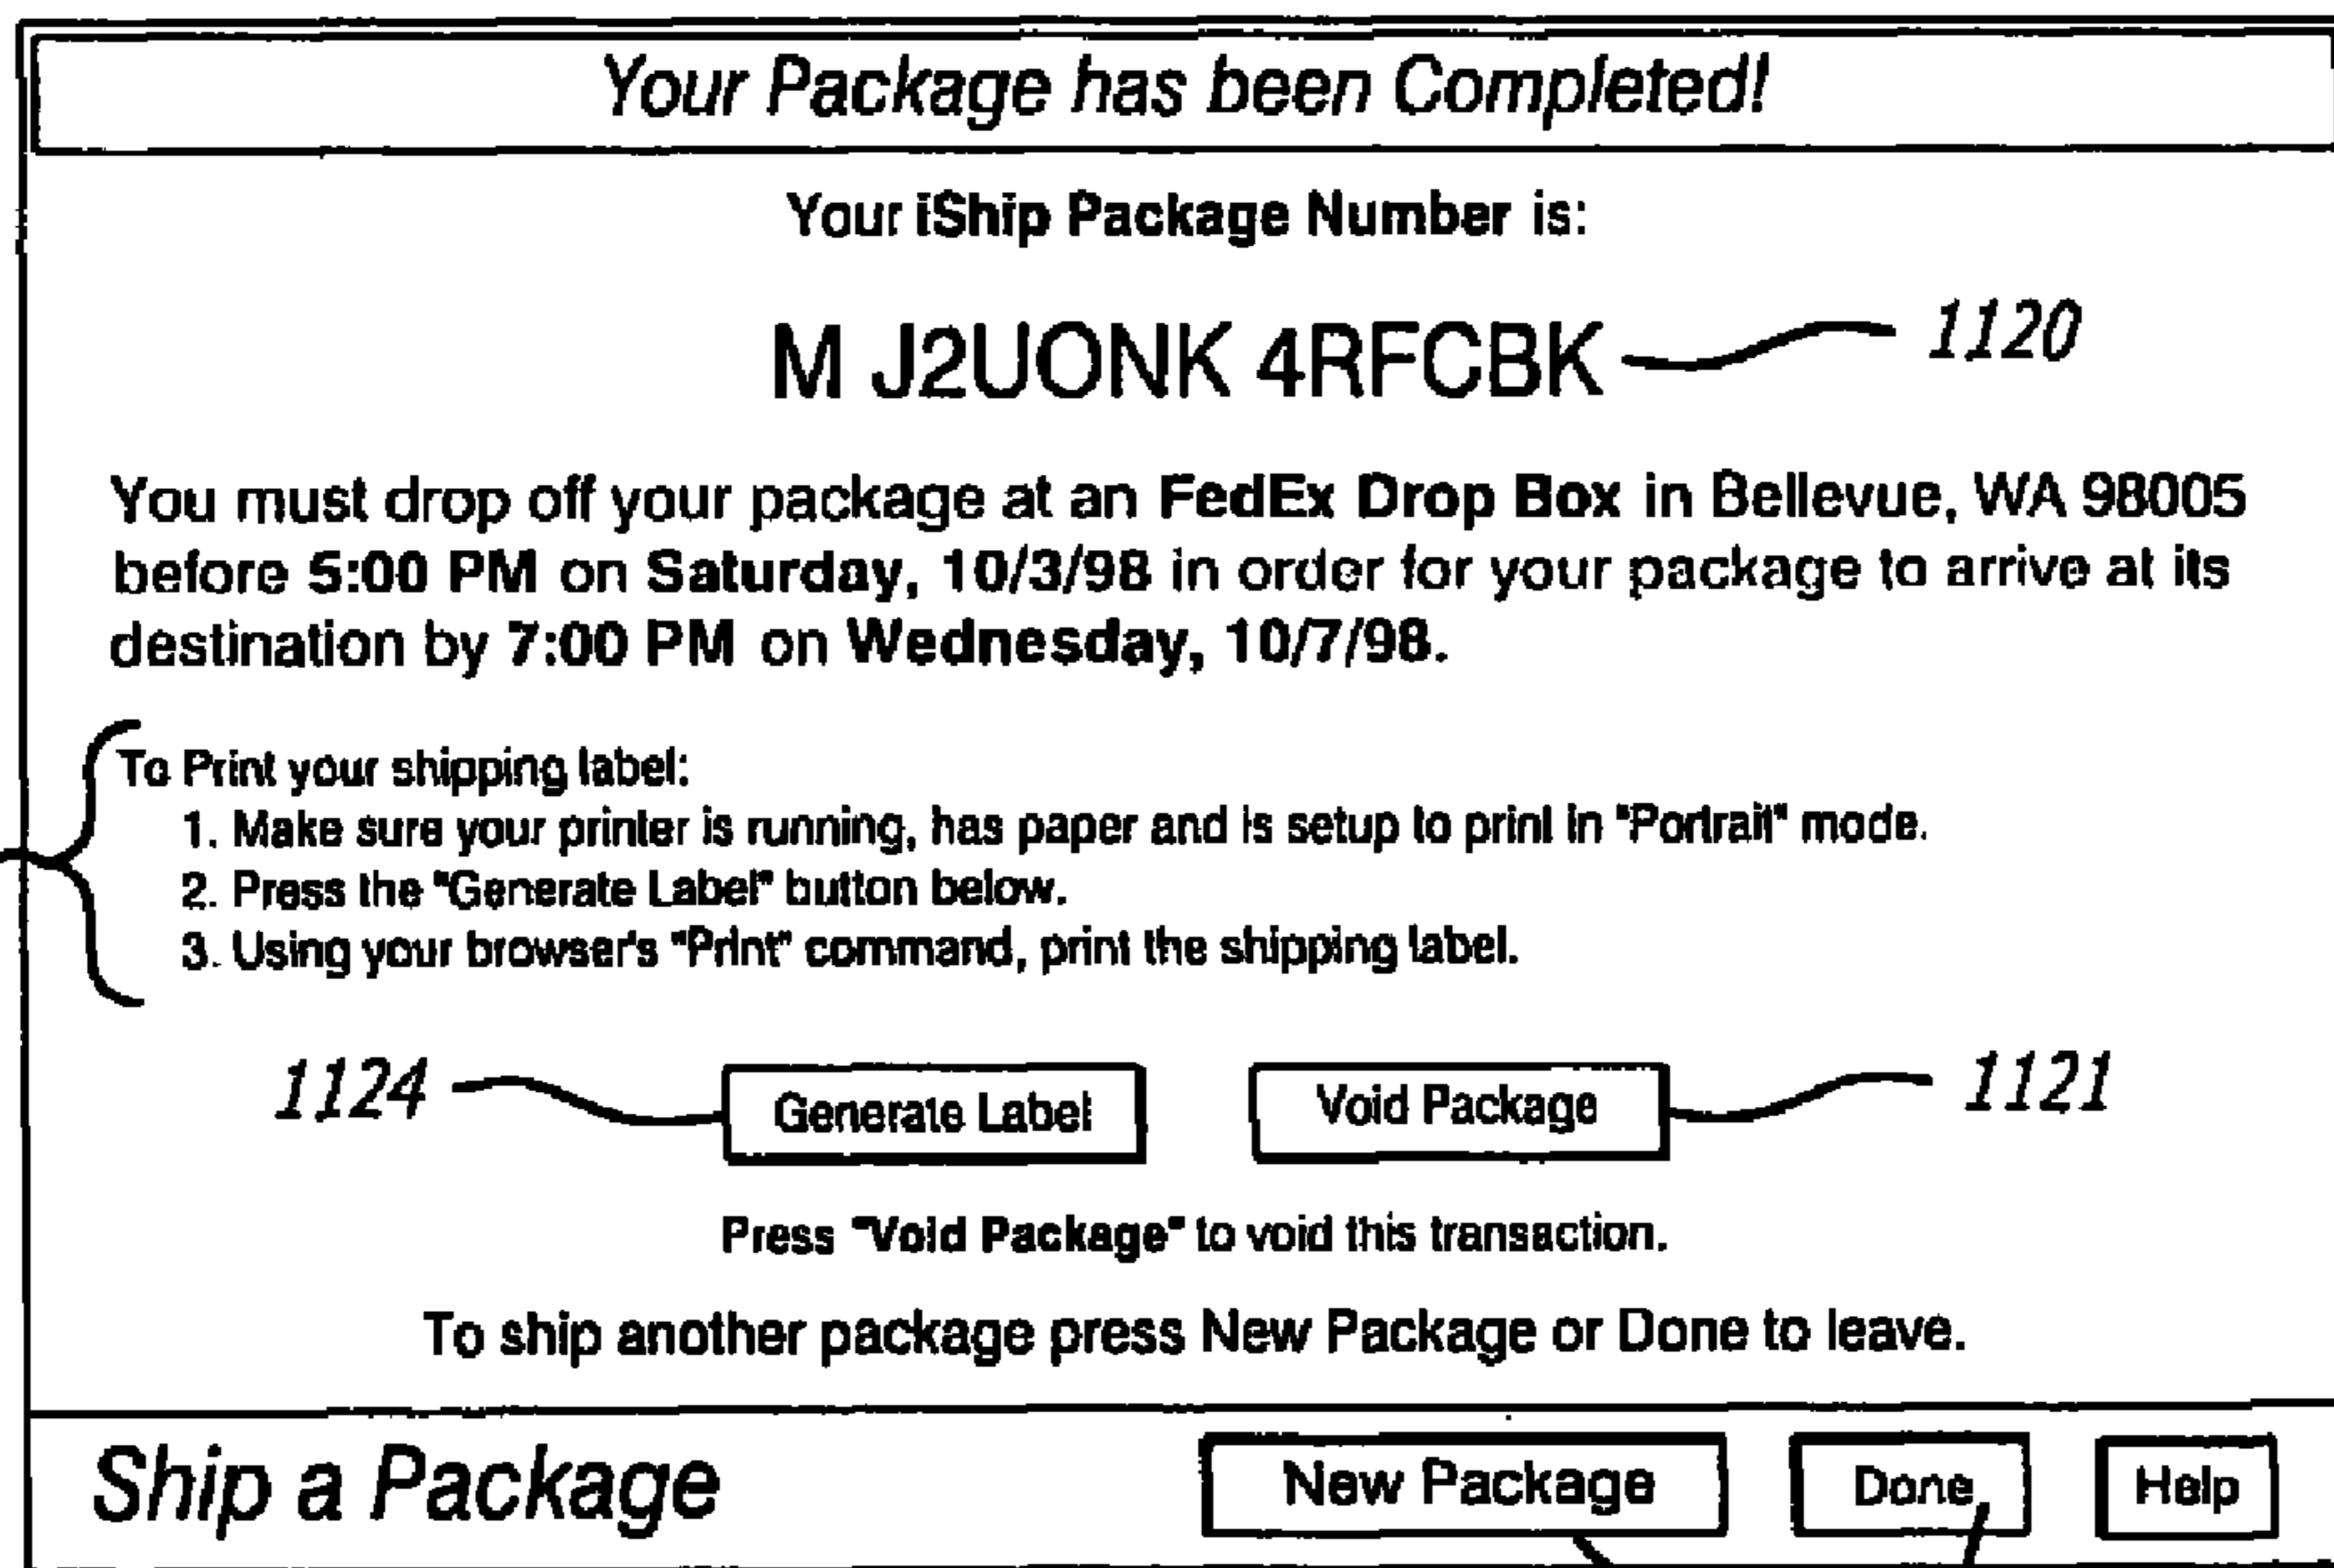 Your Package has been Completed!
Your iShip Package Number is:
M J2UONK 4RFCBK
1120
You must drop off your package at an FedEx Drop Box in Bellevue, WA 98005
before 5:00 PM on Saturday, 10/3/98 in order for your package to arrive at its
destination by 7:00 PM on Wednesday, 10/7/98.
To Print your shipping label:
1. Make sure your printer is running, has paper and is setup to print in "Portrait" mode.
2. Press the "Generate Label" button below.
3. Using your browser's "Print" command, print the shipping label.
1124
Generate Label
Void Package
1121
Press "Void Package" to void this transaction.
To ship another package press New Package or Done to leave.
Ship a Package
New Package
Done
Help